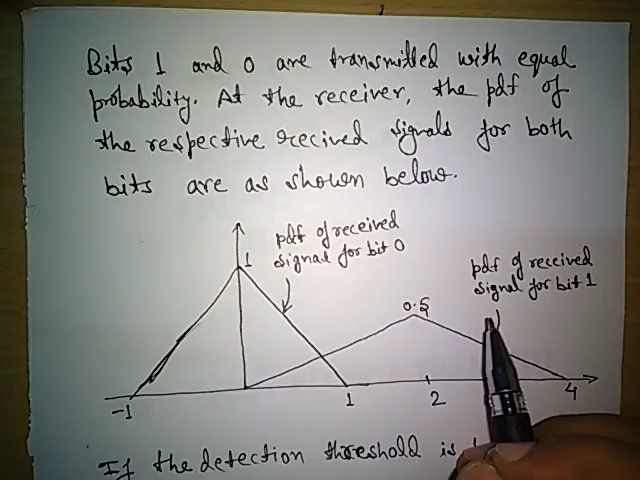 Bits 1 and 0 are transmitted with equal
probability. At the receiver, the pdf of
the respective recived signals for both
bits are as shown below.
pdf of received
signal for bit 0
1
pdf of received
signal for bit 1
0.5
-1
1
2
4
If the detection threshold is